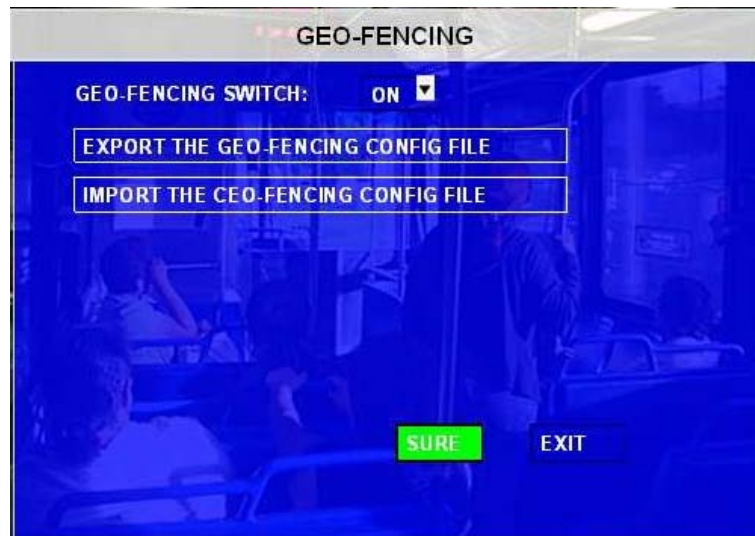 GEO-FENCING
GEO-FENCING SWITCH: ON
EXPORT THE GEO-FENCING CONFIG FILE
IMPORT THE CEO-FENCING CONFIG FILE
SURE EXIT